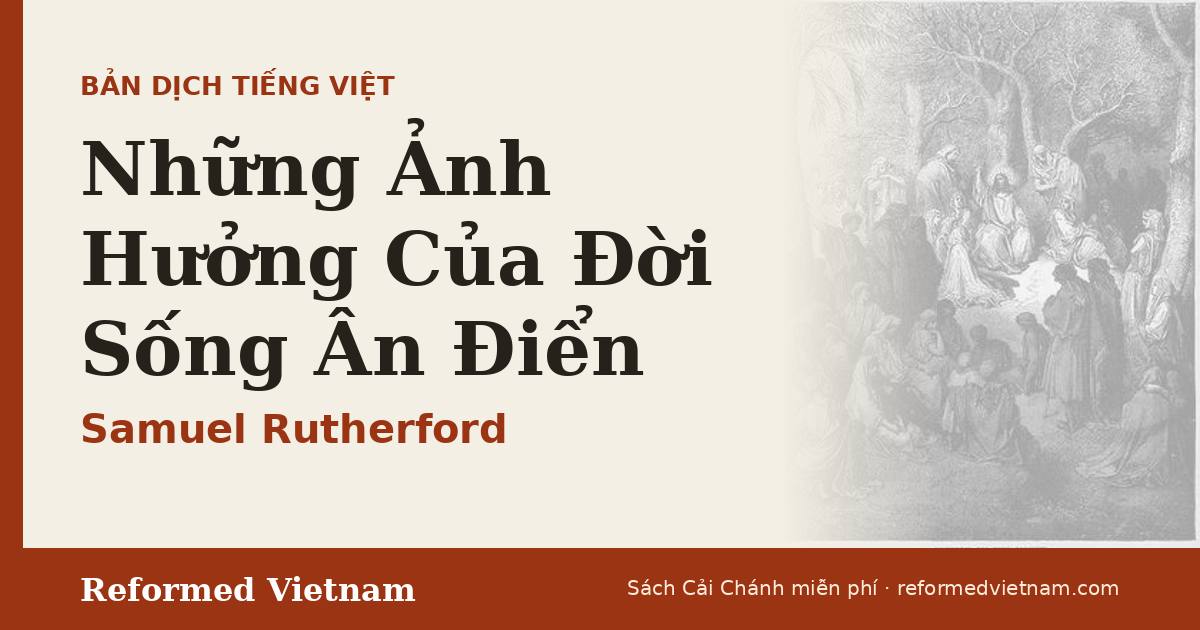 BẢN DỊCH TIẾNG VIỆT
Những Ảnh
Hưởng Của Đời
Sống Ân Điển
Samuel Rutherford
Reformed Vietnam
Sách Cải Chánh miễn phí · reformedvietnam.com